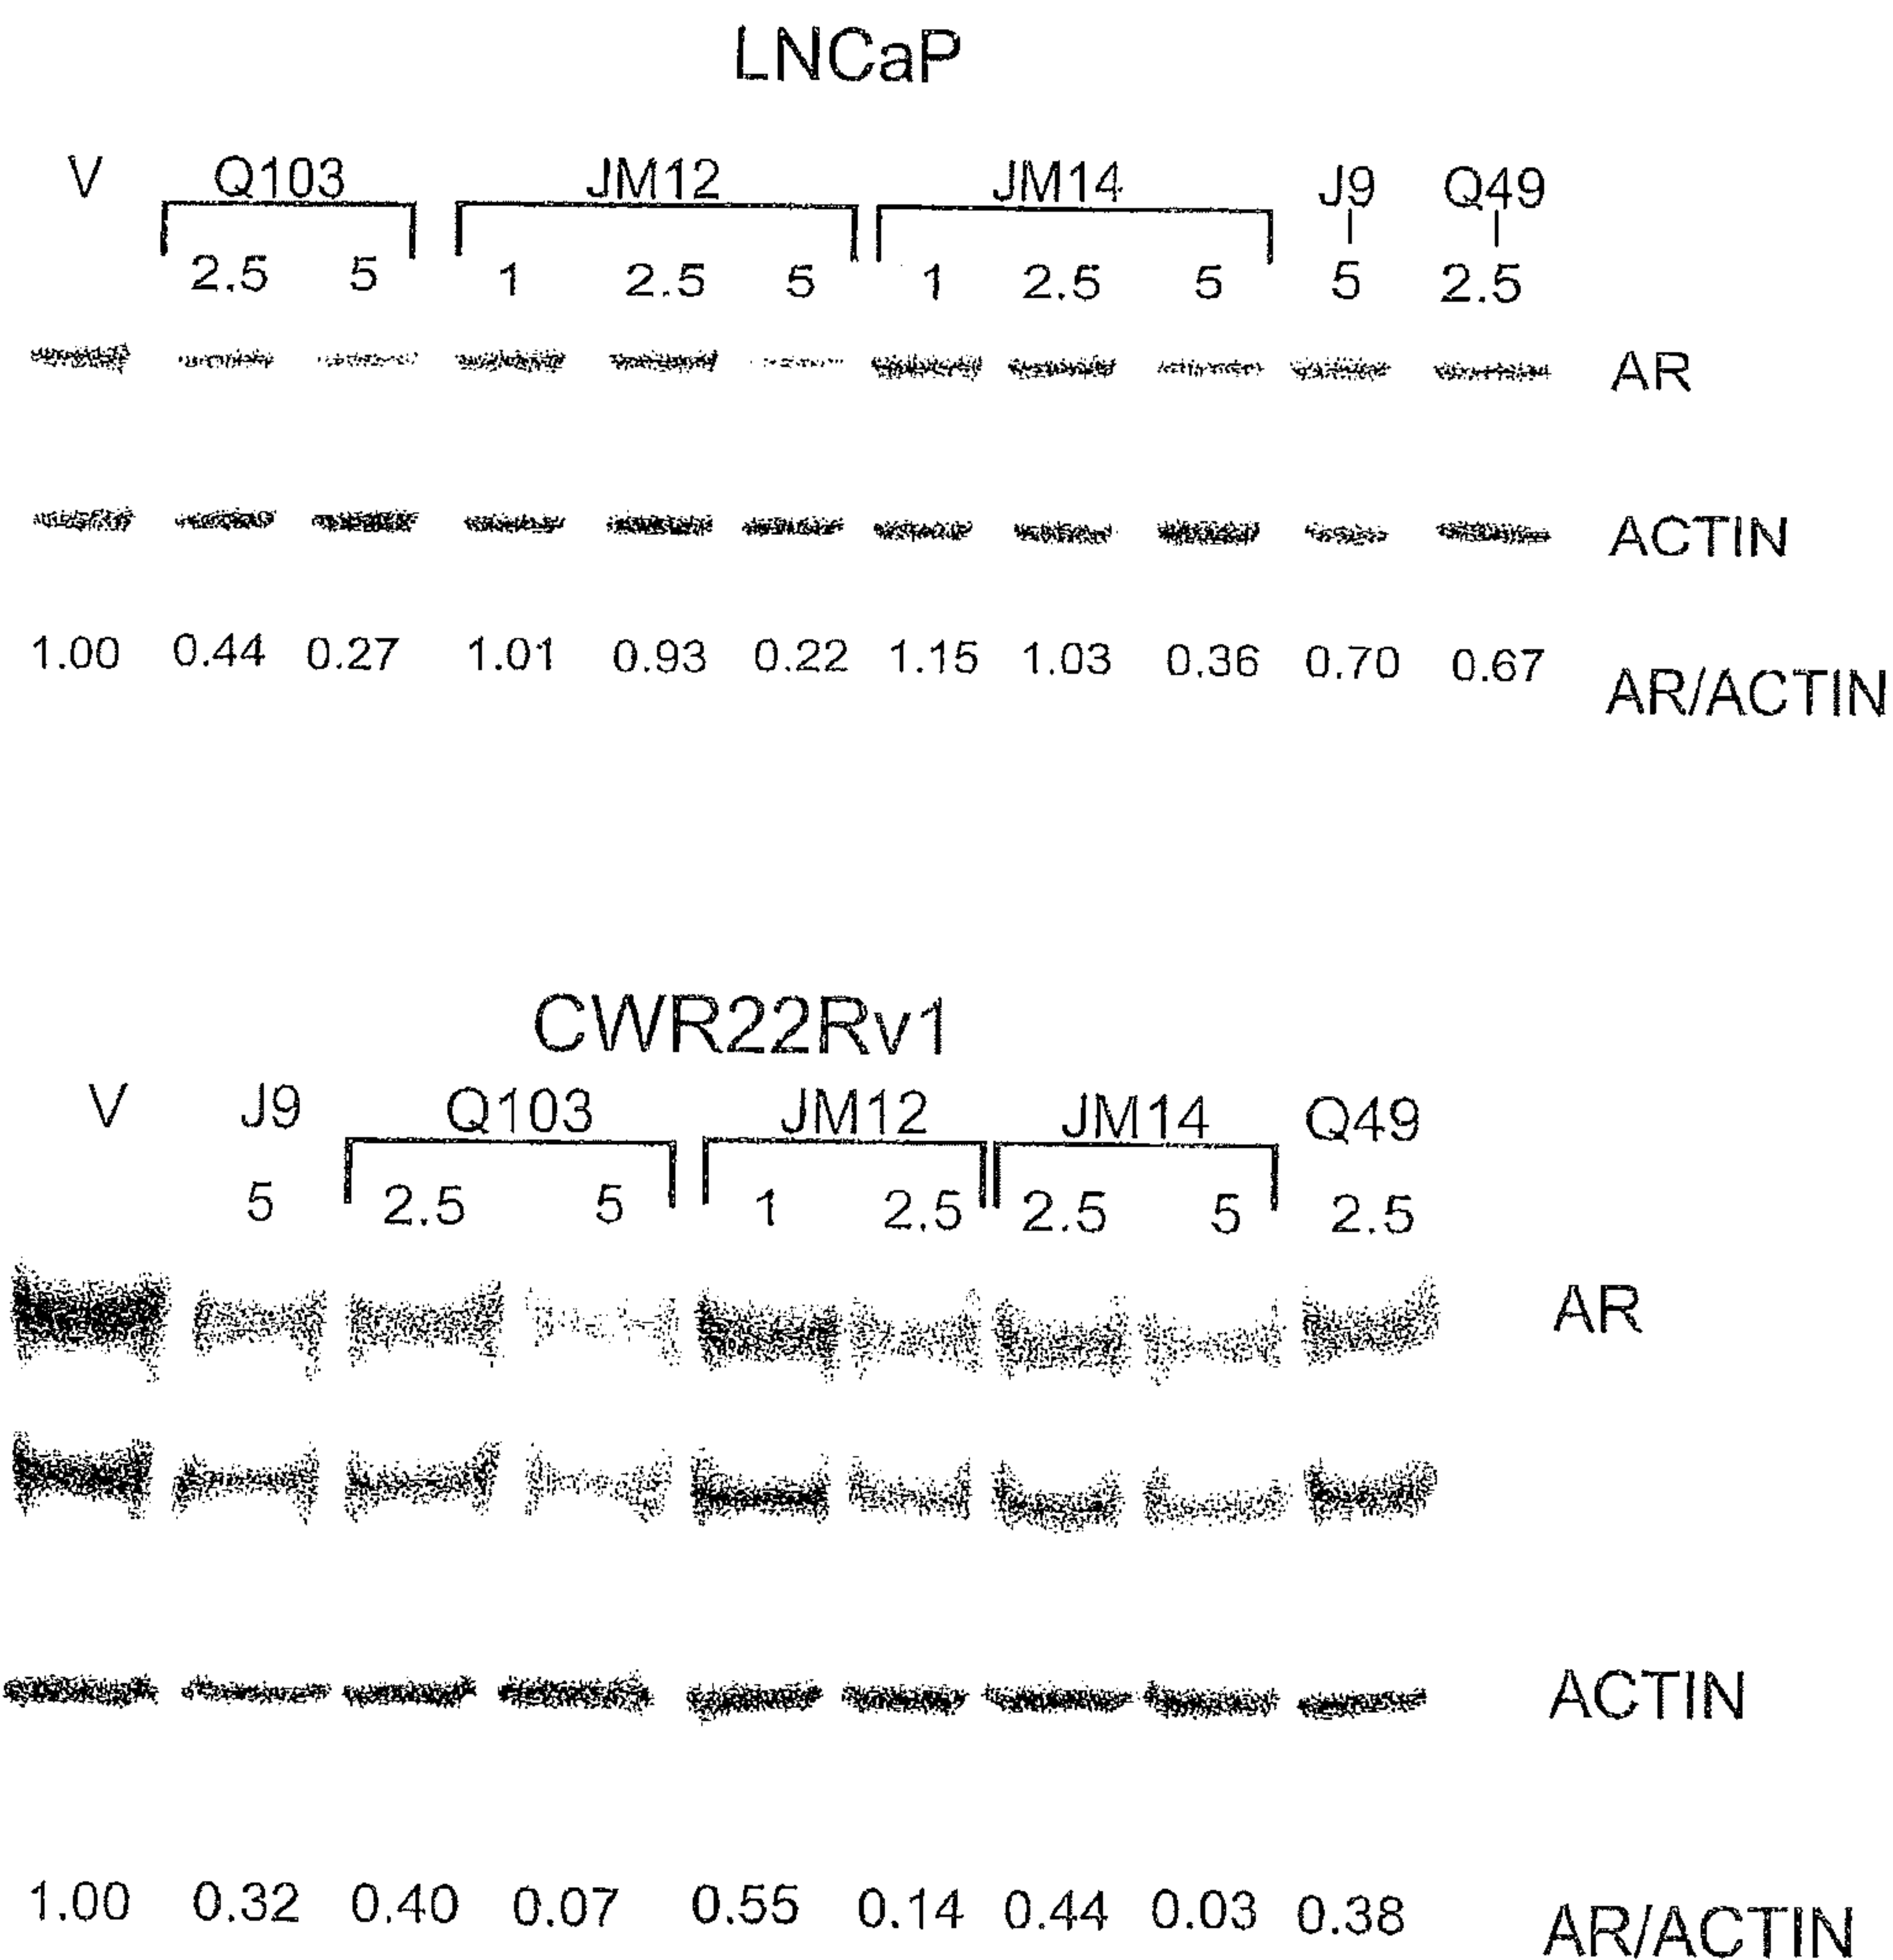 LNCaP
V Q103 JM12 JM14 J9 Q49
2.5 5 1 2.5 5 1 2.5 5 5 2.5
AR
ACTIN
1.00 0.44 0.27 1.01 0.93 0.22 1.15 1.03 0.36 0.70 0.67
AR/ACTIN
CWR22Rv1
V J9 Q103 JM12 JM14 Q49
5 2.5 5 1 2.5 2.5 5 2.5
AR
ACTIN
1.00 0.32 0.40 0.07 0.55 0.14 0.44 0.03 0.38
AR/ACTIN